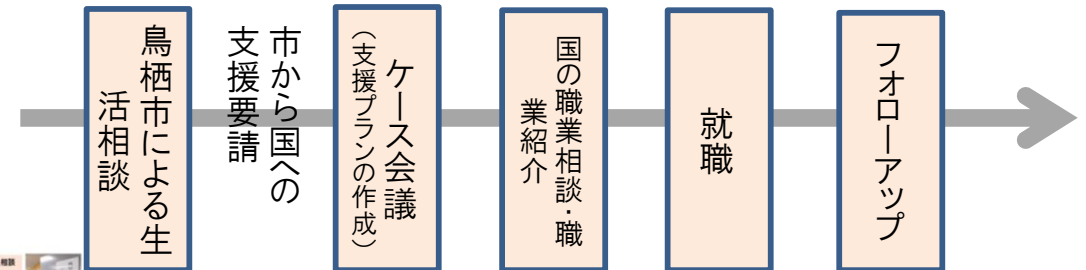 鳥栖市による生
活相談
市から国への
支援要請
ケース会議
（支援プランの作成）
国の職業相談・職
業紹介
就職
フォローアップ
相談